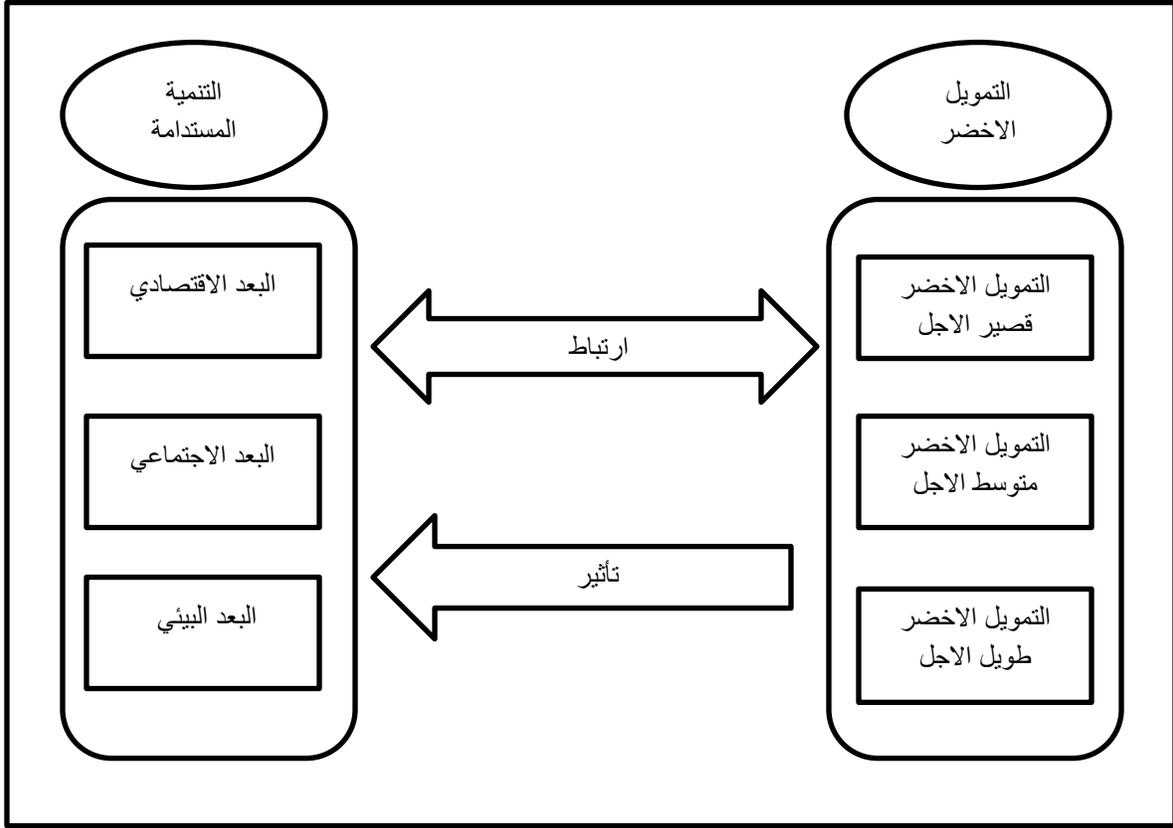 التمويل
الاخضر
التمويل الاخضر
قصير الاجل
التمويل الاخضر
متوسط الاجل
التمويل الاخضر
طويل الاجل
ارتباط
تأثير
التنمية
المستدامة
البعد الاقتصادي
البعد الاجتماعي
البعد البيئي